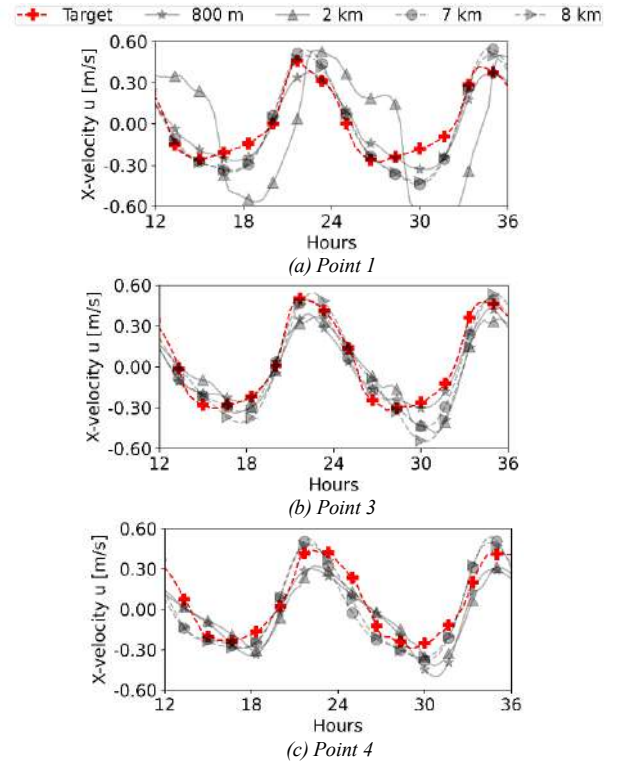 Target 800 m 2 km 7 km 8 km
0.60
0.30
0.00
-0.30
-0.60
X-velocity u [m/s]
12 18 24 30 36
Hours
(a) Point 1
0.60
0.30
0.00
-0.30
-0.60
X-velocity u [m/s]
12 18 24 30 36
Hours
(b) Point 3
0.60
0.30
0.00
-0.30
-0.60
X-velocity u [m/s]
12 18 24 30 36
Hours
(c) Point 4